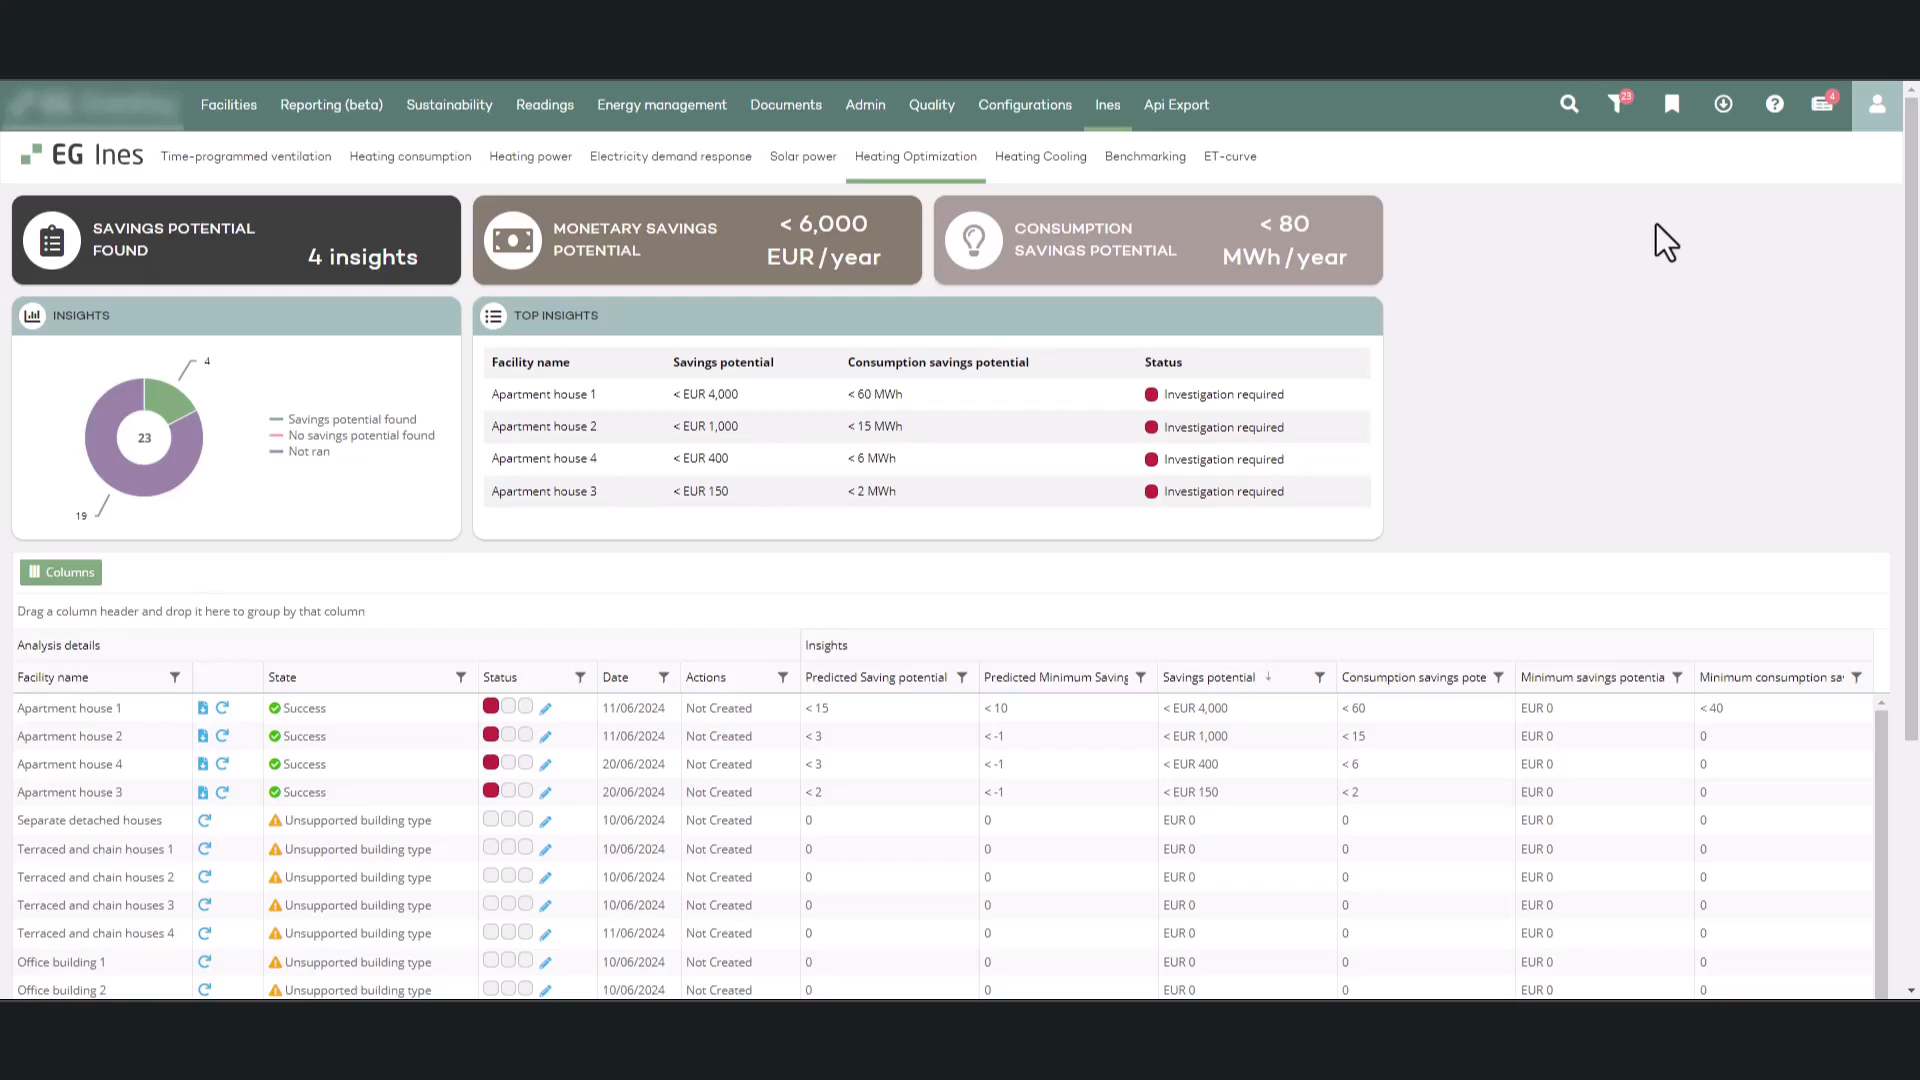 Facilities Reporting (beta) Sustainability Readings Energy management Documents Admin Quality Configurations Ines Api Export 23 4
EG Ines Time-programmed ventilation Heating consumption Heating power Electricity demand response Solar power Heating Optimization Heating Cooling Benchmarking ET-curve
SAVINGS POTENTIAL
FOUND
4 insights
MONETARY SAVINGS
POTENTIAL
< 6,000
EUR/year
CONSUMPTION
SAVINGS POTENTIAL
< 80
MWh/year
INSIGHTS
4
23
19
Savings potential found
No savings potential found
Not ran
TOP INSIGHTS
Facility name Savings potential Consumption savings potential Status
Apartment house 1 < EUR 4,000 < 60 MWh Investigation required
Apartment house 2 < EUR 1,000 < 15 MWh Investigation required
Apartment house 4 < EUR 400 < 6 MWh Investigation required
Apartment house 3 < EUR 150 < 2 MWh Investigation required
Columns
Drag a column header and drop it here to group by that column
Analysis details Insights
Facility name State Status Date Actions Predicted Saving potential Predicted Minimum Saving Savings potential ↓ Consumption savings pote Minimum savings potentia Minimum consumption sa
Apartment house 1 Success 11/06/2024 Not Created < 15 < 10 < EUR 4,000 < 60 EUR 0 < 40
Apartment house 2 Success 11/06/2024 Not Created < 3 < -1 < EUR 1,000 < 15 EUR 0 0
Apartment house 4 Success 20/06/2024 Not Created < 3 < -1 < EUR 400 < 6 EUR 0 0
Apartment house 3 Success 20/06/2024 Not Created < 2 < -1 < EUR 150 < 2 EUR 0 0
Separate detached houses Unsupported building type 10/06/2024 Not Created 0 0 EUR 0 0 EUR 0 0
Terraced and chain houses 1 Unsupported building type 10/06/2024 Not Created 0 0 EUR 0 0 EUR 0 0
Terraced and chain houses 2 Unsupported building type 10/06/2024 Not Created 0 0 EUR 0 0 EUR 0 0
Terraced and chain houses 3 Unsupported building type 10/06/2024 Not Created 0 0 EUR 0 0 EUR 0 0
Terraced and chain houses 4 Unsupported building type 11/06/2024 Not Created 0 0 EUR 0 0 EUR 0 0
Office building 1 Unsupported building type 10/06/2024 Not Created 0 0 EUR 0 0 EUR 0 0
Office building 2 Unsupported building type 10/06/2024 Not Created 0 0 EUR 0 0 EUR 0 0